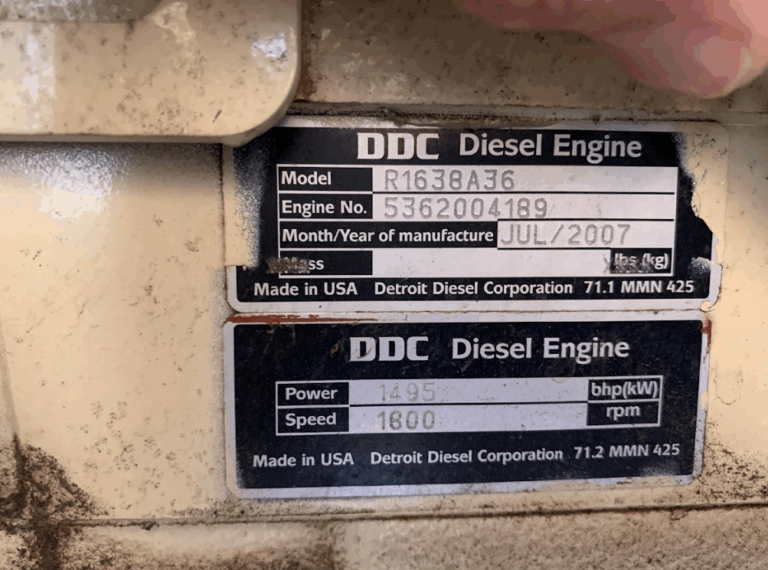 DDC Diesel Engine
Model R1638A36
Engine No. 5362004189
Month/Year of manufacture JUL/2007
Mass lbs (kg)
Made in USA Detroit Diesel Corporation 71.1 MMN 425
DDC Diesel Engine
Power 1495 bhp(kW)
Speed 1800 rpm
Made in USA Detroit Diesel Corporation 71.2 MMN 425